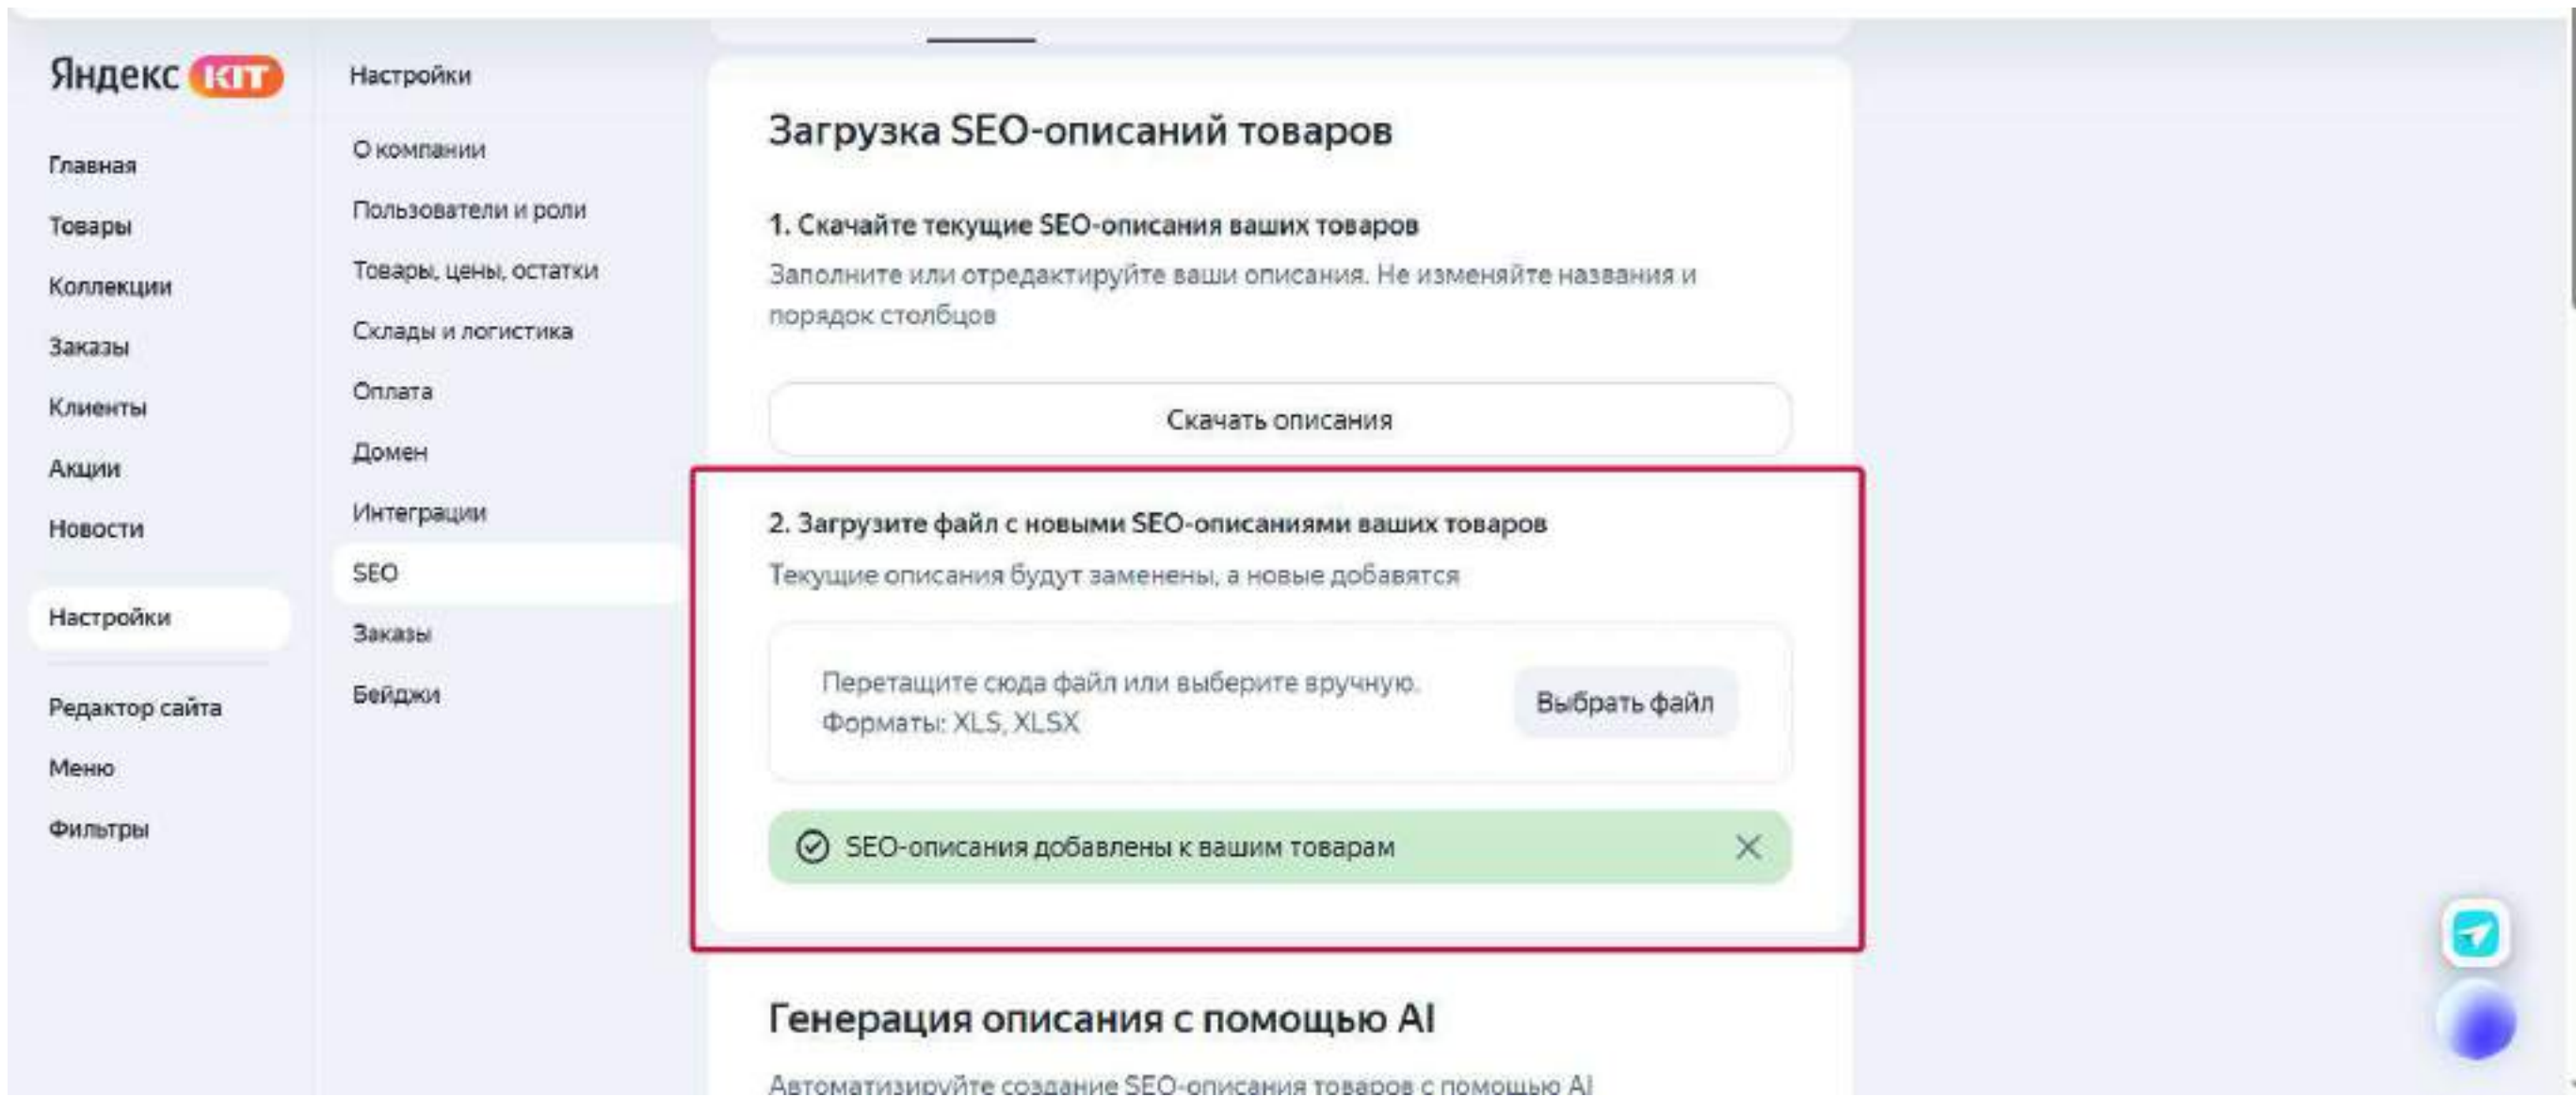 Яндекс KIT
Главная
Товары
Коллекции
Заказы
Клиенты
Акции
Новости
Настройки
Редактор сайта
Меню
Фильтры
Настройки
О компании
Пользователи и роли
Товары, цены, остатки
Склады и логистика
Оплата
Домен
Интеграции
SEO
Заказы
Бейджи
Загрузка SEO-описаний товаров
1. Скачайте текущие SEO-описания ваших товаров
Заполните или отредактируйте ваши описания. Не изменяйте названия и
порядок столбцов
Скачать описания
2. Загрузите файл с новыми SEO-описаниями ваших товаров
Текущие описания будут заменены, а новые добавятся
Перетащите сюда файл или выберите вручную.
Форматы: XLS, XLSX
Выбрать файл
SEO-описания добавлены к вашим товарам
Генерация описания с помощью AI
Автоматизируйте создание SEO-описания товаров с помощью AI